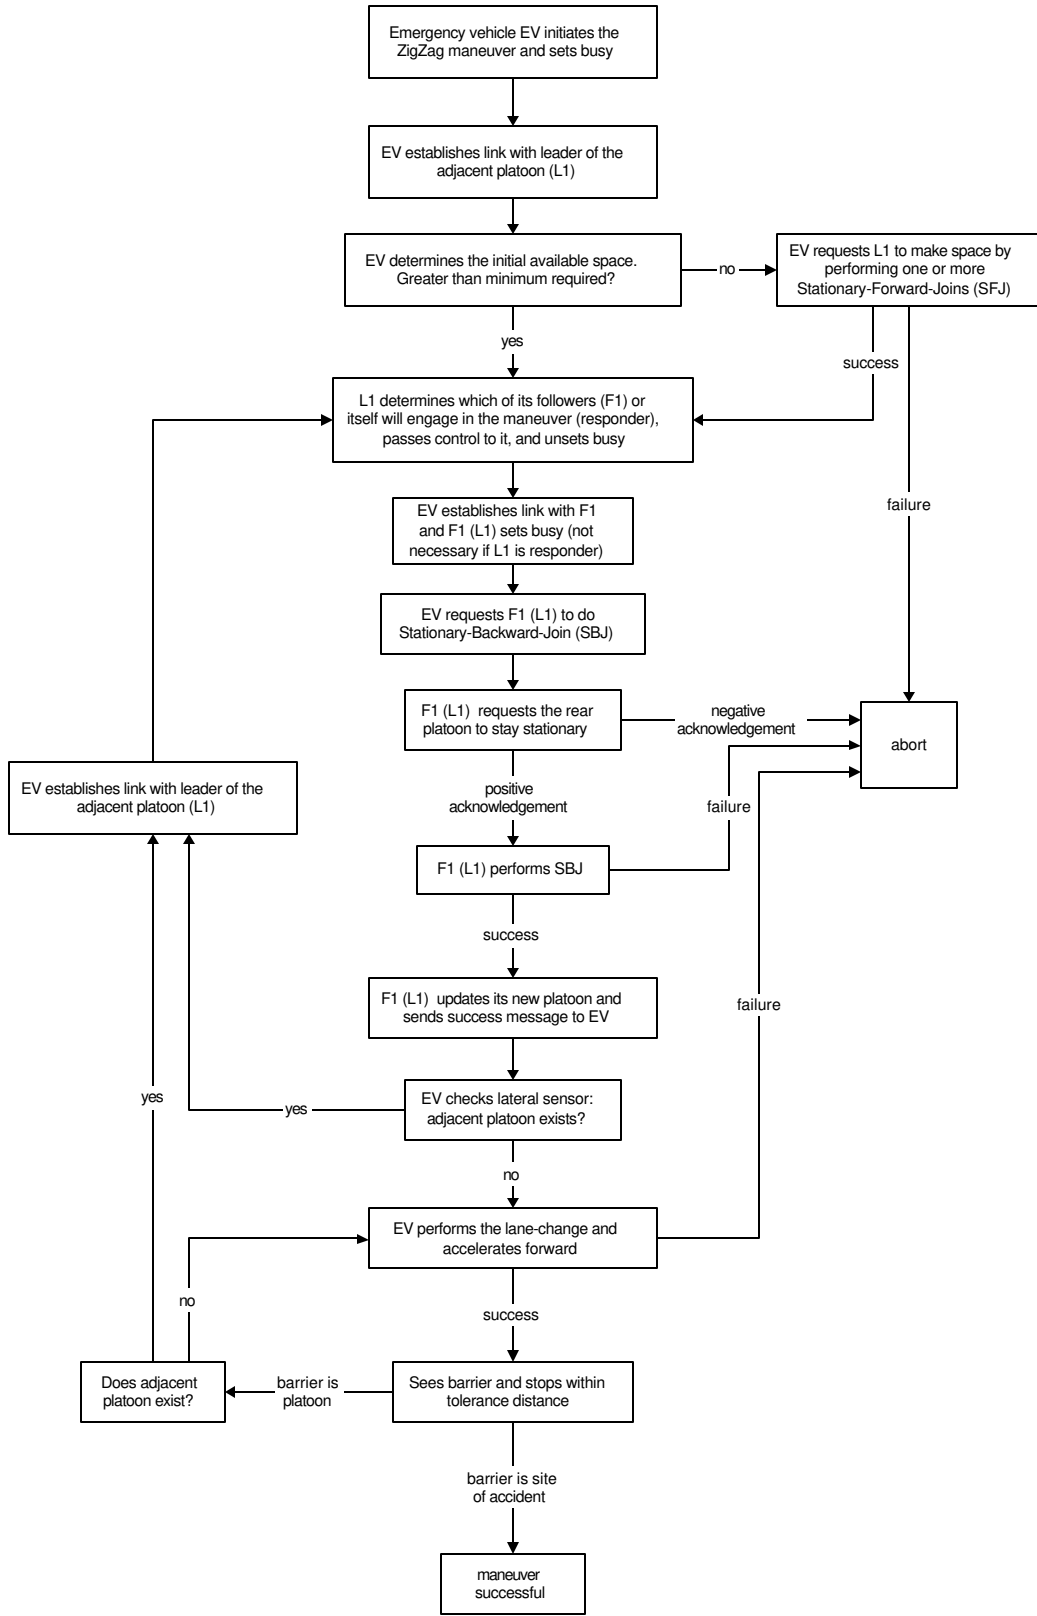 Emergency vehicle EV initiates the
ZigZag maneuver and sets busy
EV establishes link with leader of the
adjacent platoon (L1)
EV determines the initial available space.
Greater than minimum required?
no
EV requests L1 to make space by
performing one or more
Stationary-Forward-Joins (SFJ)
yes
success
L1 determines which of its followers (F1) or
itself will engage in the maneuver (responder),
passes control to it, and unsets busy
failure
EV establishes link with F1
and F1 (L1) sets busy (not
necessary if L1 is responder)
EV requests F1 (L1) to do
Stationary-Backward-Join (SBJ)
F1 (L1) requests the rear
platoon to stay stationary
negative
acknowledgement
abort
EV establishes link with leader of the
adjacent platoon (L1)
positive
acknowledgement
failure
F1 (L1) performs SBJ
success
F1 (L1) updates its new platoon and
sends success message to EV
failure
EV checks lateral sensor:
adjacent platoon exists?
yes
yes
no
EV performs the lane-change and
accelerates forward
no
success
Does adjacent
platoon exist?
barrier is
platoon
Sees barrier and stops within
tolerance distance
barrier is site
of accident
maneuver
successful